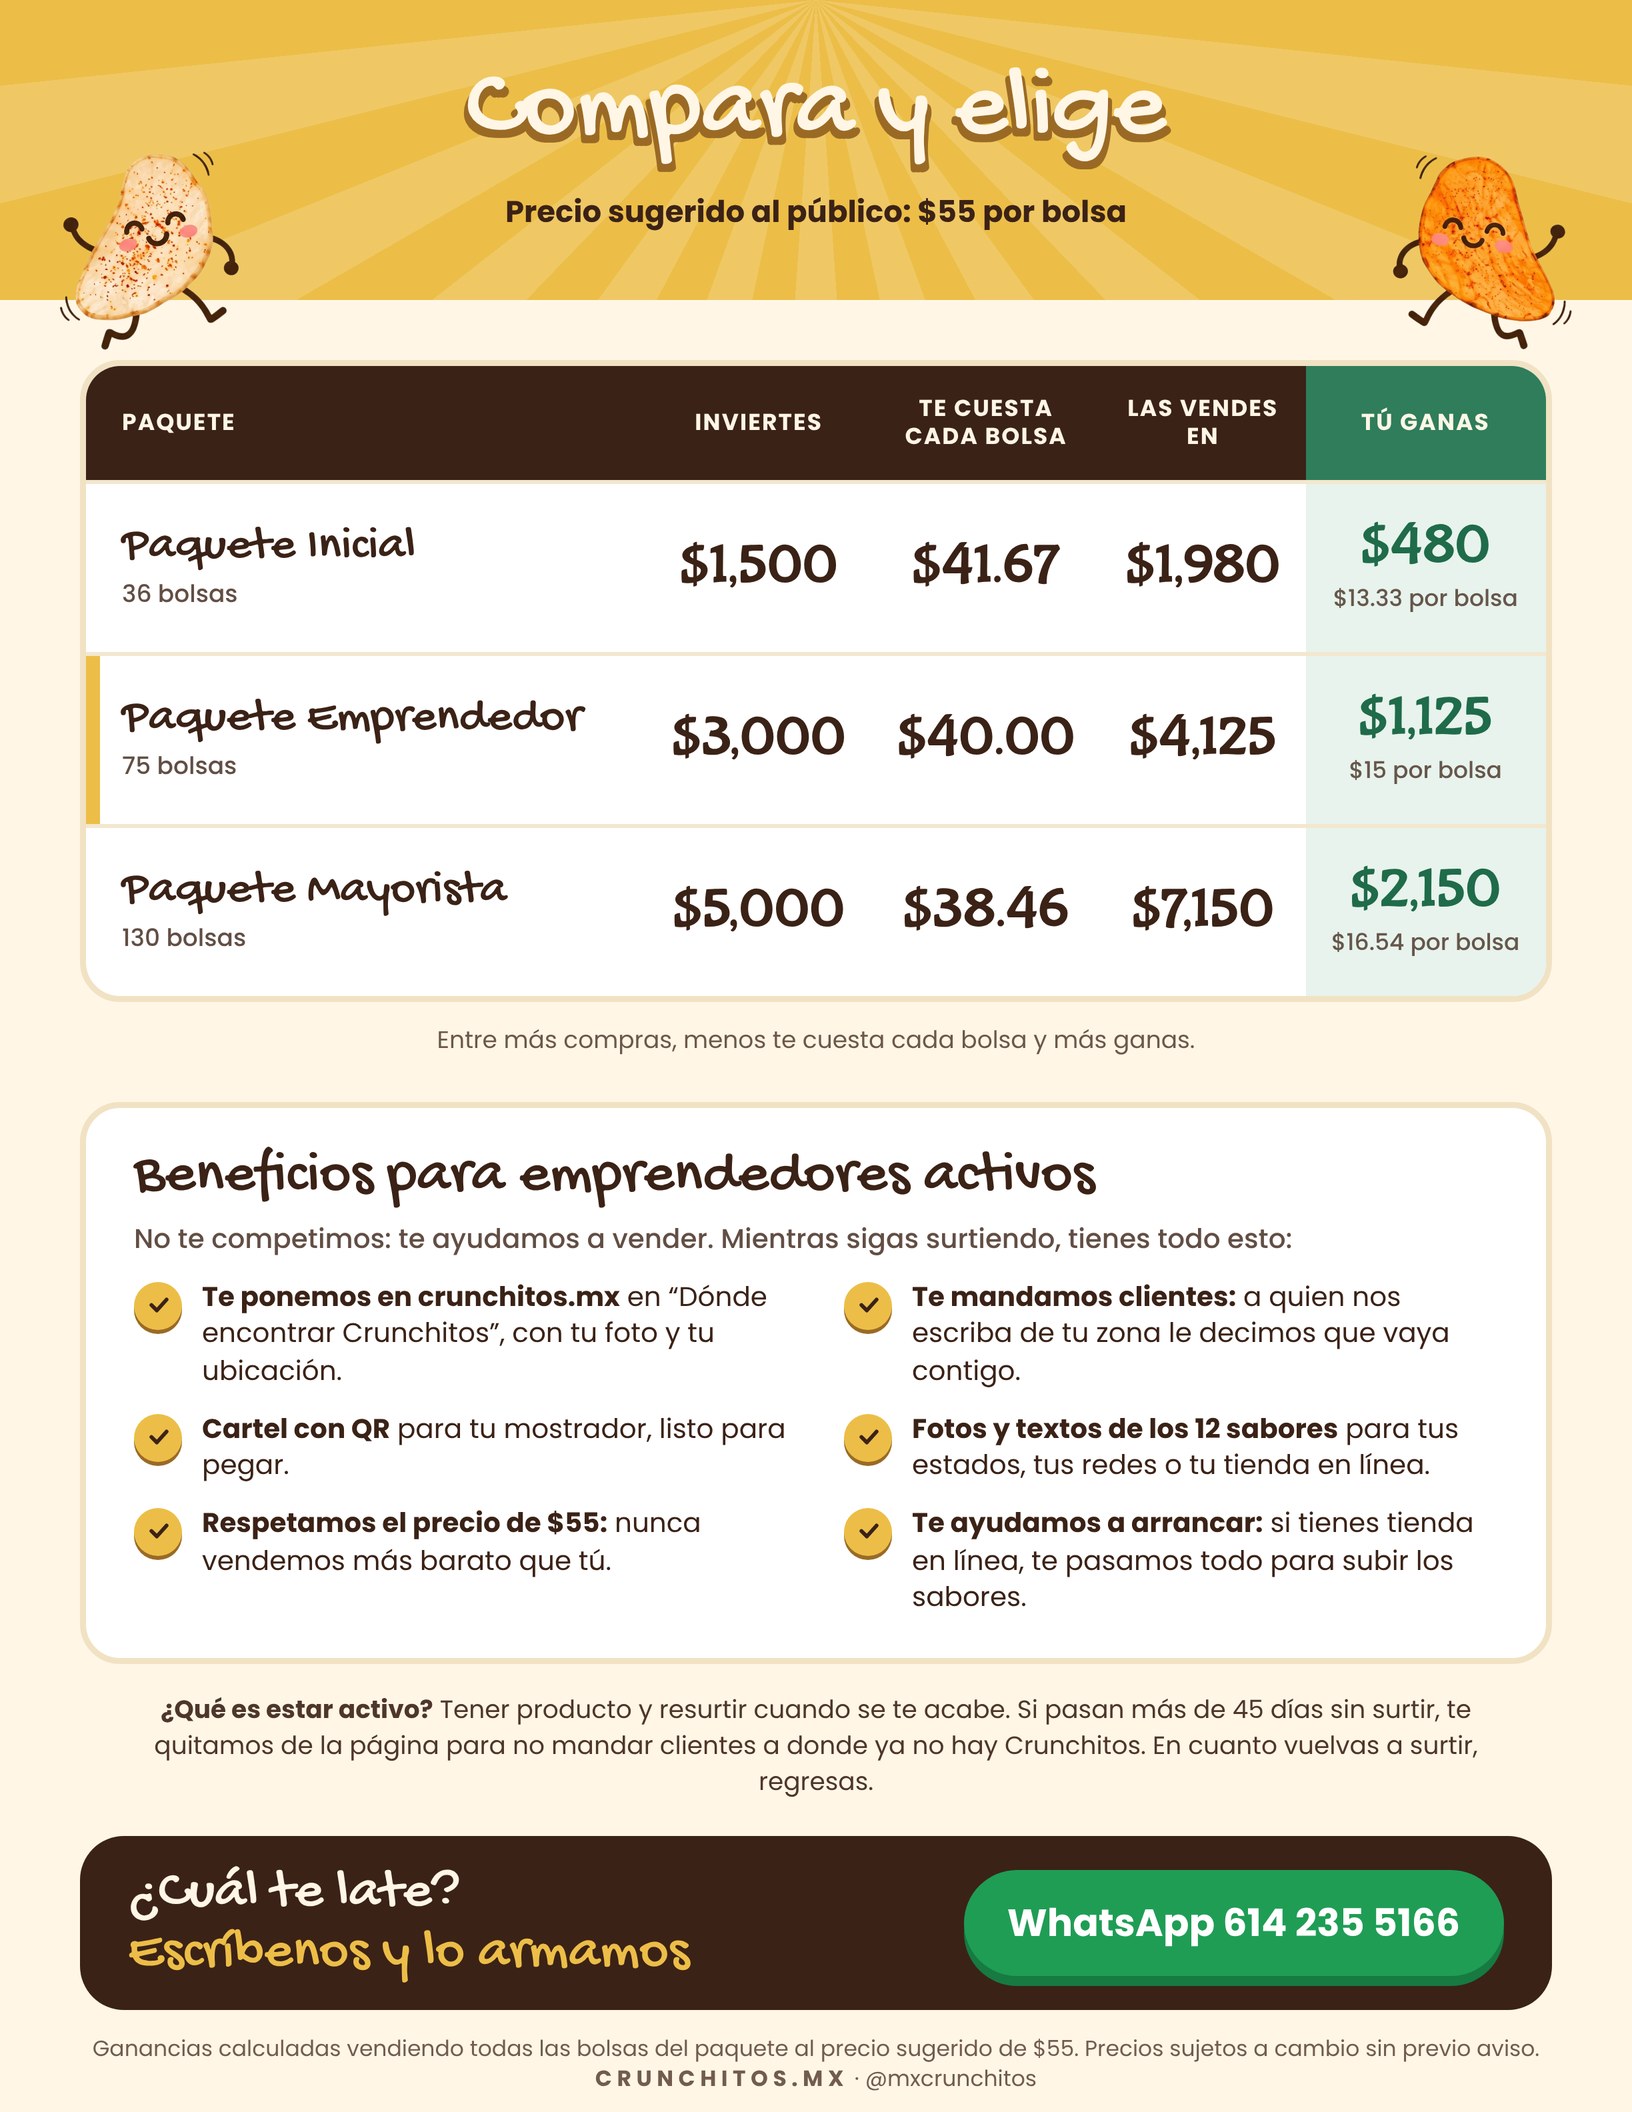 Compara y elige
Precio sugerido al público: $55 por bolsa
PAQUETE
INVIERTES
TE CUESTA
CADA BOLSA
LAS VENDES
EN
TÚ GANAS
Paquete Inicial
36 bolsas
$1,500
$41.67
$1,980
$480
$13.33 por bolsa
Paquete Emprendedor
75 bolsas
$3,000
$40.00
$4,125
$1,125
$15 por bolsa
Paquete Mayorista
130 bolsas
$5,000
$38.46
$7,150
$2,150
$16.54 por bolsa
Entre más compras, menos te cuesta cada bolsa y más ganas.
Beneficios para emprendedores activos
No te competimos: te ayudamos a vender. Mientras sigas surtiendo, tienes todo esto:
Te ponemos en crunchitos.mx en “Dónde
encontrar Crunchitos”, con tu foto y tu
ubicación.
Te mandamos clientes: a quien nos
escriba de tu zona le decimos que vaya
contigo.
Cartel con QR para tu mostrador, listo para
pegar.
Fotos y textos de los 12 sabores para tus
estados, tus redes o tu tienda en línea.
Respetamos el precio de $55: nunca
vendemos más barato que tú.
Te ayudamos a arrancar: si tienes tienda
en línea, te pasamos todo para subir los
sabores.
¿Qué es estar activo? Tener producto y resurtir cuando se te acabe. Si pasan más de 45 días sin surtir, te
quitamos de la página para no mandar clientes a donde ya no hay Crunchitos. En cuanto vuelvas a surtir,
regresas.
¿Cuál te late?
Escríbenos y lo armamos
WhatsApp 614 235 5166
Ganancias calculadas vendiendo todas las bolsas del paquete al precio sugerido de $55. Precios sujetos a cambio sin previo aviso.
CRUNCHITOS.MX · @mxcrunchitos